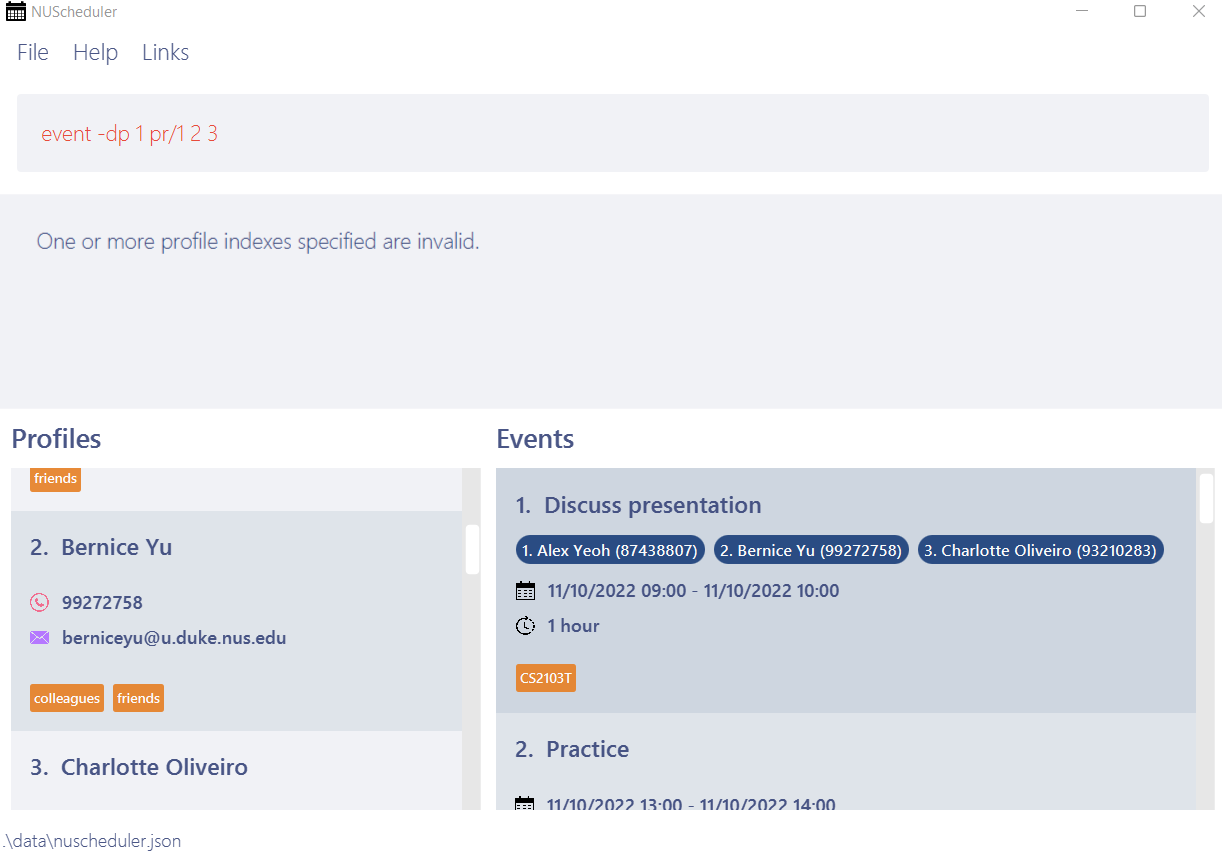 NUScheduler
File Help Links
event -dp 1 pr/1 2 3
One or more profile indexes specified are invalid.
Profiles
friends
2. Bernice Yu
99272758
berniceyu@u.duke.nus.edu
colleagues friends
3. Charlotte Oliveiro
Events
1. Discuss presentation
1. Alex Yeoh (87438807) 2. Bernice Yu (99272758) 3. Charlotte Oliveiro (93210283)
11/10/2022 09:00 - 11/10/2022 10:00
1 hour
CS2103T
2. Practice
11/10/2022 13:00 - 11/10/2022 14:00
.\data\nuscheduler.json